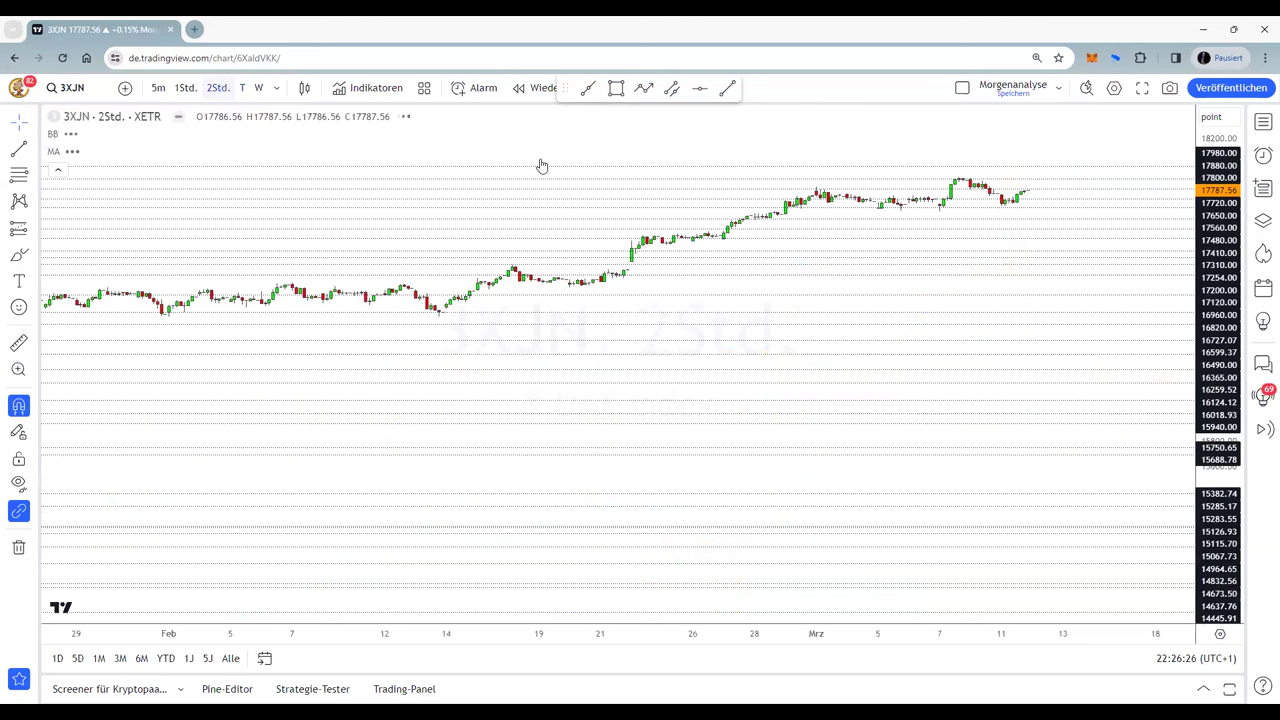 3XJN 17787.56 ▲ +0.15% Mor
de.tradingview.com/chart/6XaldVKK/
Pausiert
82 3XJN 5m 1Std. 2Std. T W Indikatoren Alarm Wiede Morgenanalyse Veröffentlichen
Speichern
3XJN · 2Std. · XETR O17786.56 H17787.56 L17786.56 C17787.56
BB
MA
point
18200.00
17980.00
17880.00
17800.00
17787.56
17720.00
17650.00
17560.00
17480.00
17410.00
17310.00
17254.00
17200.00
17120.00
16960.00
16820.00
16727.07
16599.37
16490.00
16365.00
16259.52
16124.12
16018.93
15940.00
15750.65
15688.78
15382.74
15285.17
15283.55
15126.93
15115.70
15067.73
14964.65
14832.56
14673.50
14637.76
14445.91
69
3XJN 2Std.
29 Feb 5 7 12 14 19 21 26 28 Mrz 5 7 11 13 18
1D 5D 1M 3M 6M YTD 1J 5J Alle 22:26:26 (UTC+1)
Screener für Kryptopaa... Pine-Editor Strategie-Tester Trading-Panel